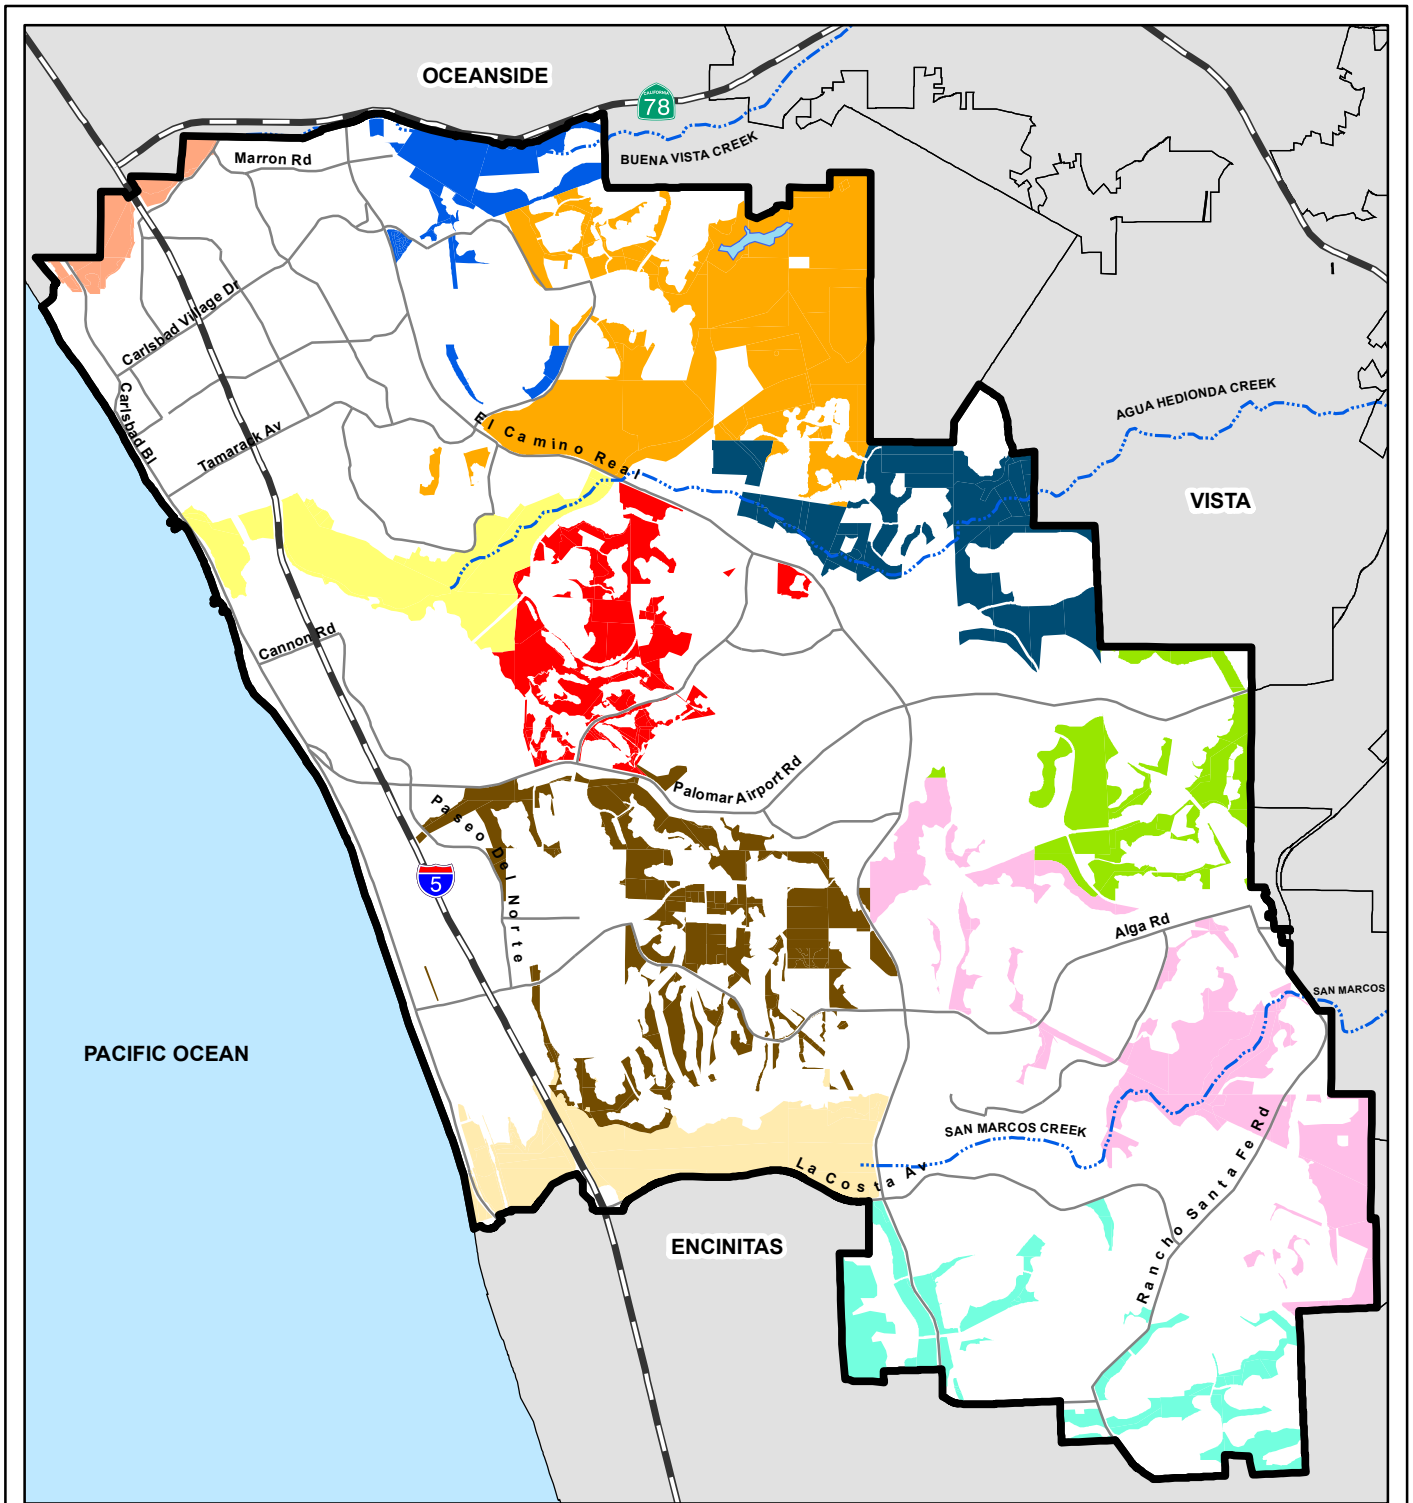 OCEANSIDE
CALIFORNIA
78
BUENA VISTA CREEK
Marron Rd
Carlsbad Village Dr
Carlsbad Bl
Tamarack Av
El Camino Real
AGUA HEDIONDA CREEK
VISTA
Cannon Rd
Palomar Airport Rd
Paseo Del Norte
5
Alga Rd
SAN MARCOS
PACIFIC OCEAN
SAN MARCOS CREEK
La Costa Av
Rancho Santa Fe Rd
ENCINITAS